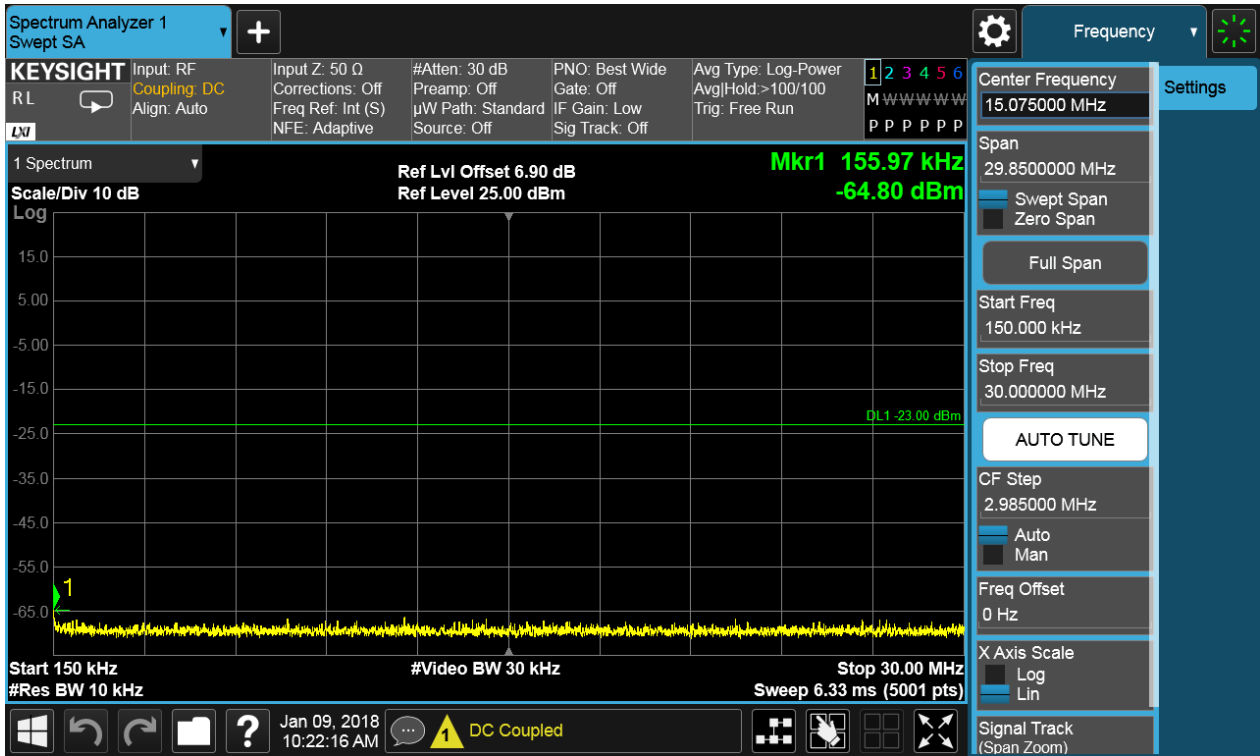 Spectrum Analyzer 1
Swept SA
+
Frequency
KEYSIGHT
RL
LXI
Input: RF
Coupling: DC
Align: Auto
Input Z: 50 Ω
Corrections: Off
Freq Ref: Int (S)
NFE: Adaptive
#Atten: 30 dB
Preamp: Off
µW Path: Standard
Source: Off
PNO: Best Wide
Gate: Off
IF Gain: Low
Sig Track: Off
Avg Type: Log-Power
Avg|Hold:>100/100
Trig: Free Run
1 2 3 4 5 6
M W W W W W
P P P P P P
1 Spectrum
Scale/Div 10 dB
Log
Ref Lvl Offset 6.90 dB
Ref Level 25.00 dBm
Mkr1 155.97 kHz
-64.80 dBm
15.0
5.00
-5.00
-15.0
DL1 -23.00 dBm
-25.0
-35.0
-45.0
-55.0
1
-65.0
Start 150 kHz
#Video BW 30 kHz
Stop 30.00 MHz
#Res BW 10 kHz
Sweep 6.33 ms (5001 pts)
Center Frequency
15.075000 MHz
Span
29.8500000 MHz
Swept Span
Zero Span
Full Span
Start Freq
150.000 kHz
Stop Freq
30.000000 MHz
AUTO TUNE
CF Step
2.985000 MHz
Auto
Man
Freq Offset
0 Hz
X Axis Scale
Log
Lin
Signal Track
(Span Zoom)
Settings
?
Jan 09, 2018
10:22:16 AM
1
DC Coupled